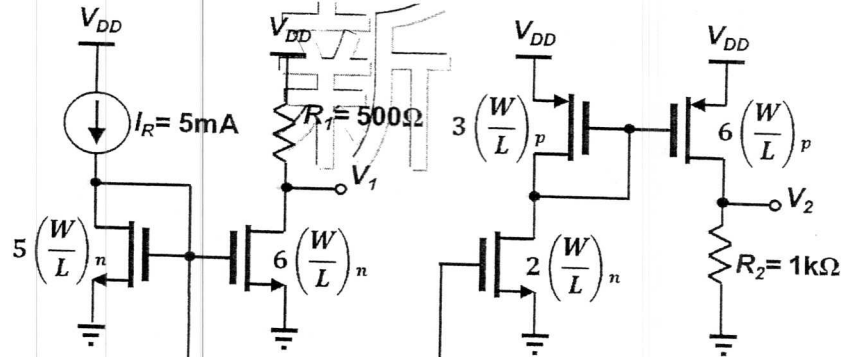 V_DD
V_DD
V_DD
V_DD
I_R= 5mA
R_1= 500Ω
3 (W/L)_p
6 (W/L)_p
V_1
V_2
5 (W/L)_n
6 (W/L)_n
2 (W/L)_n
R_2= 1kΩ